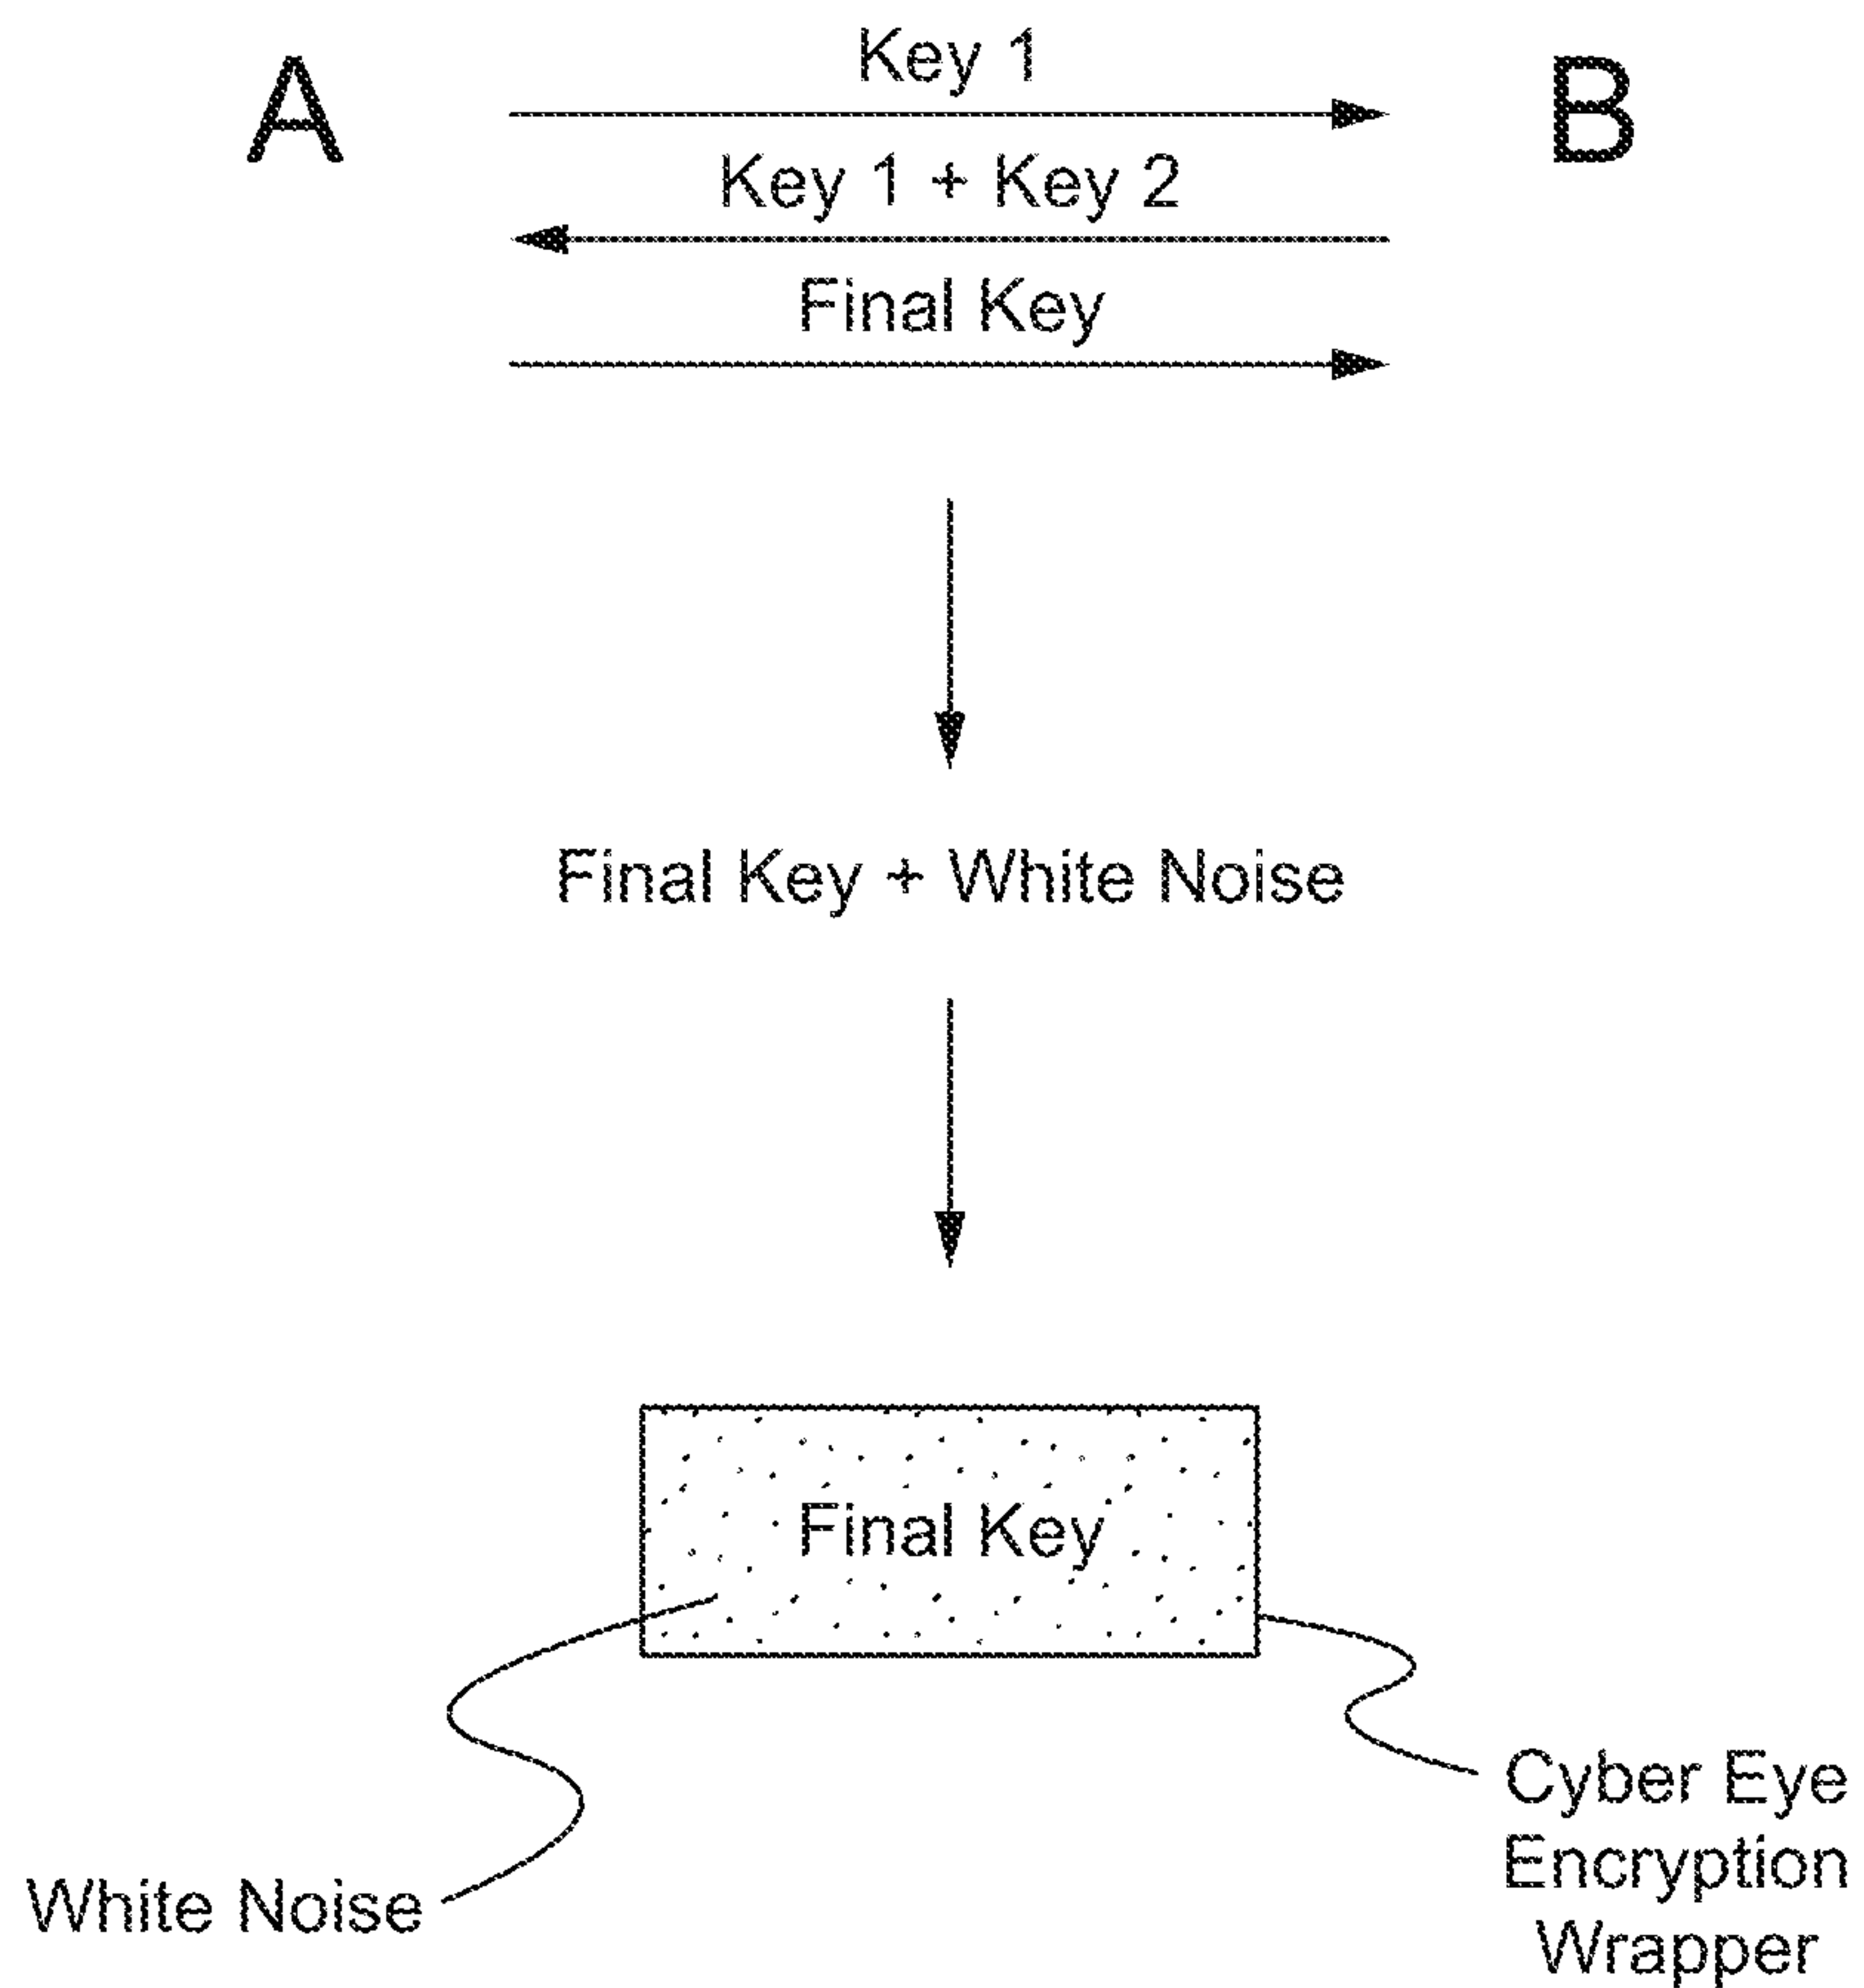 A
Key 1
B
Key 1 + Key 2
Final Key
Final Key + White Noise
Final Key
Cyber Eye
Encryption
Wrapper
White Noise